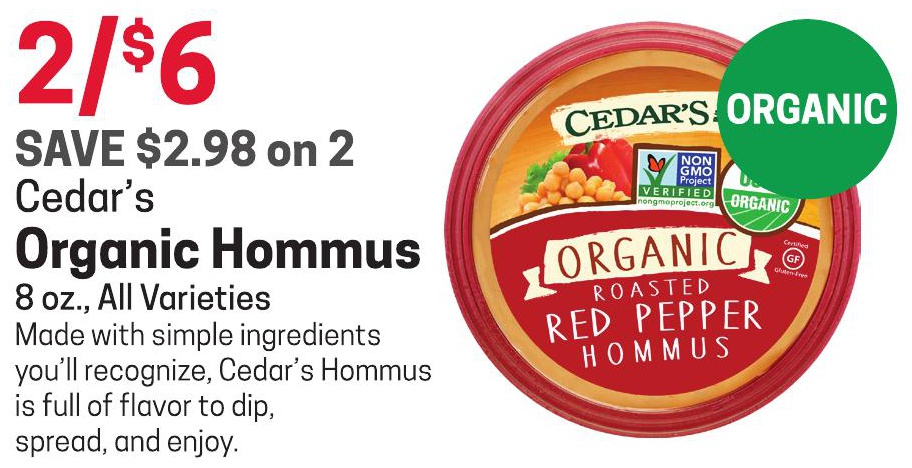 2/$6
SAVE $2.98 on 2
Cedar's
Organic Hommus
8 oz., All Varieties
Made with simple ingredients
you'll recognize, Cedar's Hommus
is full of flavor to dip,
spread, and enjoy.
CEDAR'S
ORGANIC
NON
GMO
Project
VERIFIED
nongmoproject.org
ORGANIC
Certified
GF
Gluten-Free
ORGANIC
ROASTED
RED PEPPER
HOMMUS